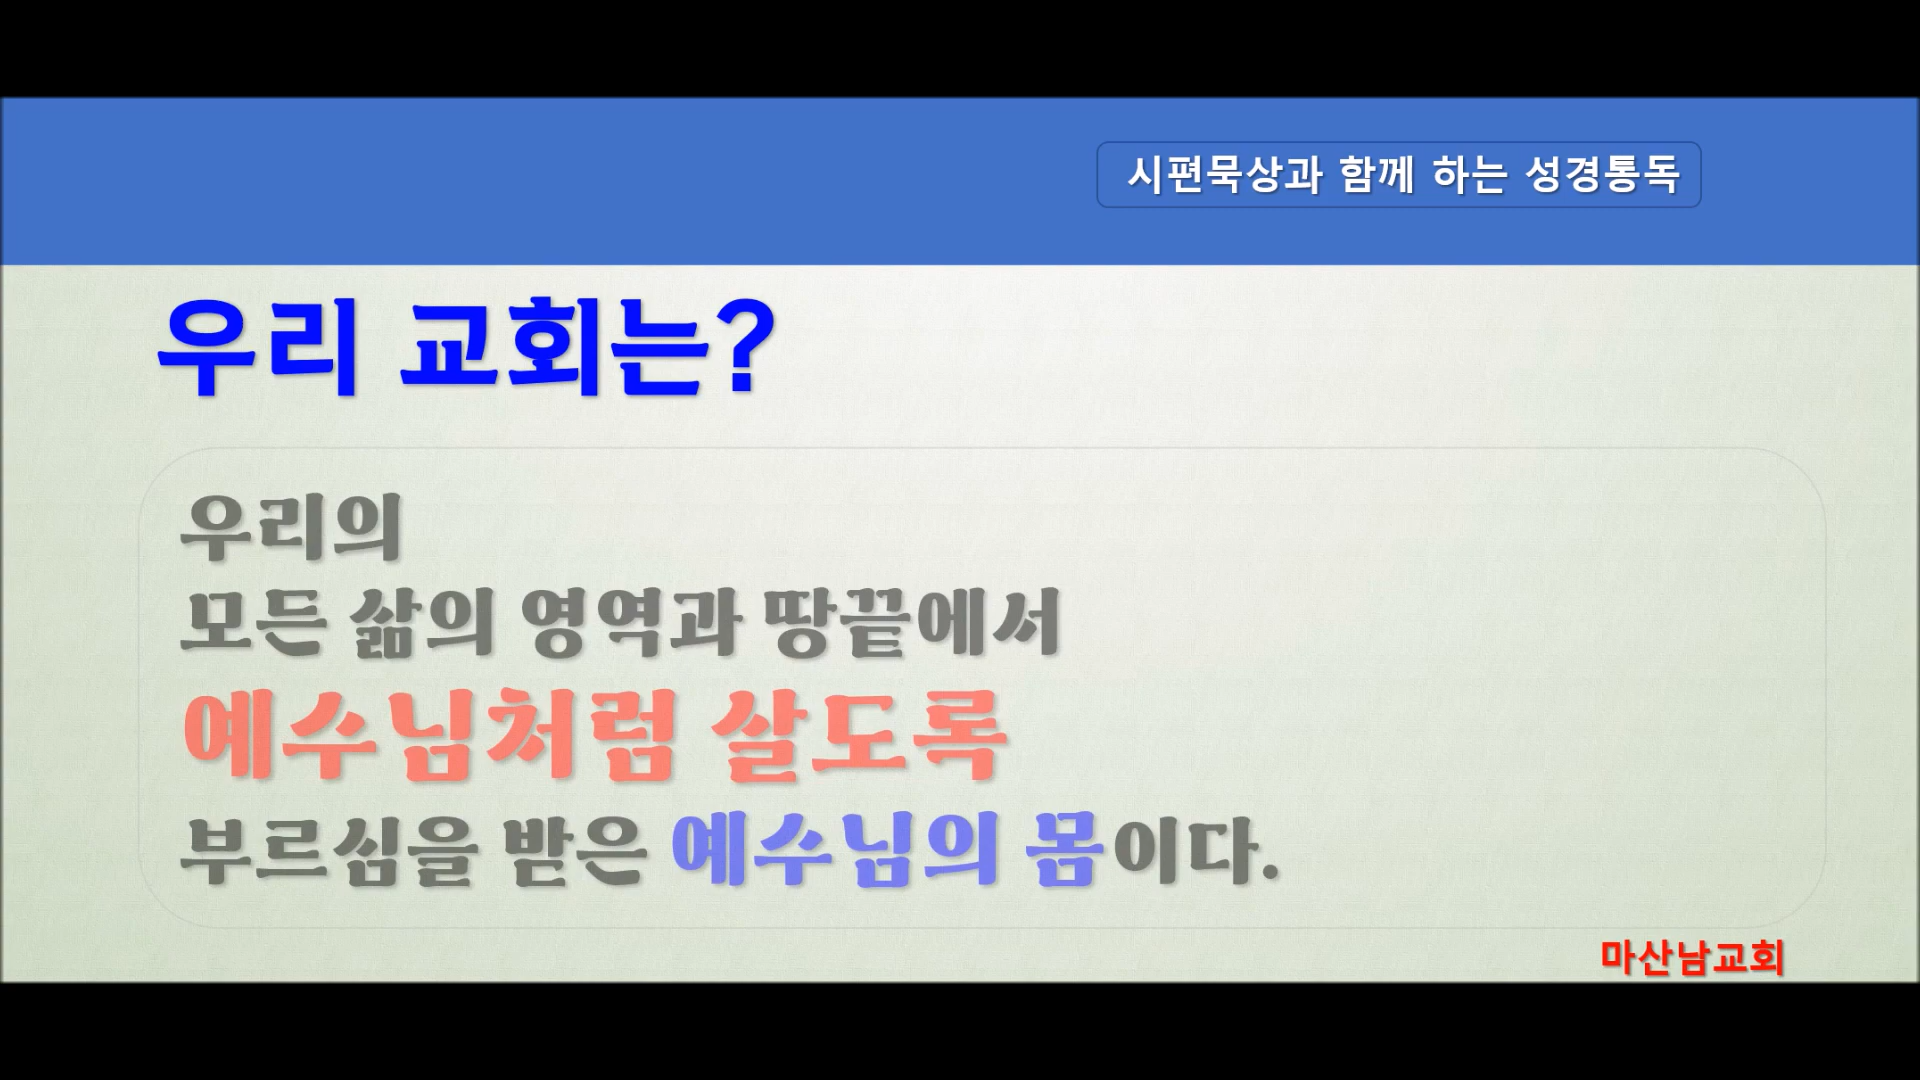 시편묵상과 함께 하는 성경통독
우리 교회는?
우리의
모든 삶의 영역과 땅끝에서
예수님처럼 살도록
부르심을 받은 예수님의 몸이다.
마산남교회